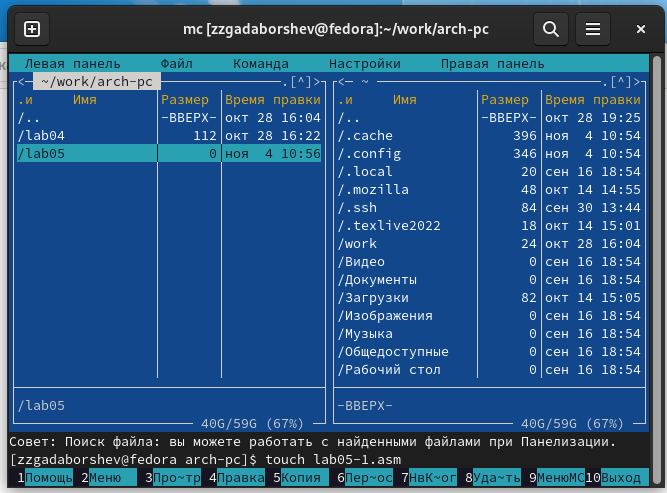 mc [zzgadaborshev@fedora]:~/work/arch-pc
Левая панель Файл Команда Настройки Правая панель
<─ ~/work/arch-pc .[^]> <─ ~ .[^]>
.и Имя Размер Время правки .и Имя Размер Время правки
/.. -ВВЕРХ- окт 28 16:04 /.. -ВВЕРХ- окт 28 19:25
/lab04 112 окт 28 16:22 /.cache 396 ноя 4 10:54
/lab05 0 ноя 4 10:56 /.config 346 ноя 4 10:54
/.local 20 сен 16 18:54
/.mozilla 48 окт 14 14:55
/.ssh 84 сен 30 13:44
/.texlive2022 18 окт 14 15:01
/work 24 окт 28 16:04
/Видео 0 сен 16 18:54
/Документы 0 сен 16 18:54
/Загрузки 82 окт 14 15:05
/Изображения 0 сен 16 18:54
/Музыка 0 сен 16 18:54
/Общедоступные 0 сен 16 18:54
/Рабочий стол 0 сен 16 18:54
/lab05 -ВВЕРХ-
40G/59G (67%) 40G/59G (67%)
Совет: Поиск файла: вы можете работать с найденными файлами при Панелизации.
[zzgadaborshev@fedora arch-pc]$ touch lab05-1.asm
1Помощь 2Меню 3Про~тр 4Правка 5Копия 6Пер~ос 7НвК~ог 8Уда~ть 9МенюМС 10Выход